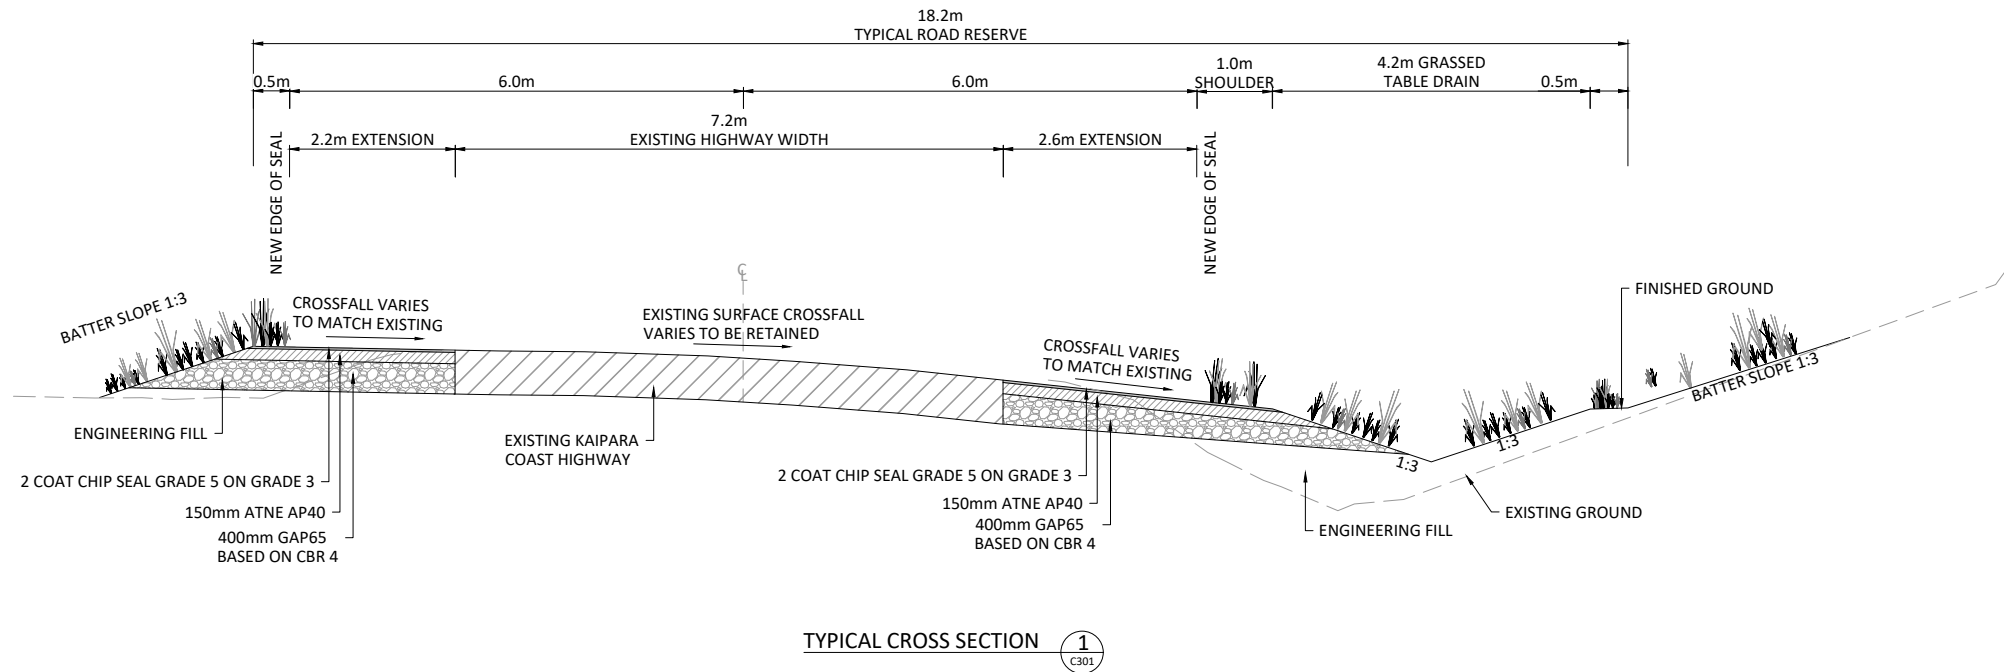 18.2m
TYPICAL ROAD RESERVE
0.5m
6.0m
6.0m
1.0m
SHOULDER
4.2m GRASSED
TABLE DRAIN
0.5m
2.2m EXTENSION
7.2m
EXISTING HIGHWAY WIDTH
2.6m EXTENSION
NEW EDGE OF SEAL
NEW EDGE OF SEAL
℄
BATTER SLOPE 1:3
CROSSFALL VARIES
TO MATCH EXISTING
EXISTING SURFACE CROSSFALL
VARIES TO BE RETAINED
CROSSFALL VARIES
TO MATCH EXISTING
FINISHED GROUND
BATTER SLOPE 1:3
1:3
1:3
ENGINEERING FILL
EXISTING KAIPARA
COAST HIGHWAY
2 COAT CHIP SEAL GRADE 5 ON GRADE 3
150mm ATNE AP40
400mm GAP65
BASED ON CBR 4
2 COAT CHIP SEAL GRADE 5 ON GRADE 3
150mm ATNE AP40
400mm GAP65
BASED ON CBR 4
ENGINEERING FILL
EXISTING GROUND
TYPICAL CROSS SECTION
1
C301